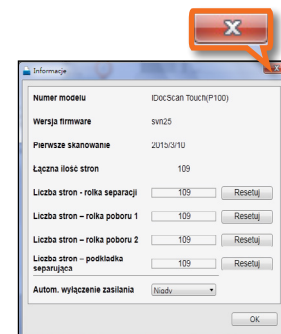 Informacje
Numer modelu IDocScan Touch(P100)
Wersja firmware svn25
Pierwsze skanowanie 2015/3/10
Łączna ilość stron 109
Liczba stron - rolka separacji 109 Resetuj
Liczba stron – rolka poboru 1 109 Resetuj
Liczba stron – rolka poboru 2 109 Resetuj
Liczba stron – podkładka
separująca 109 Resetuj
Autom. wyłączenie zasilania Nigdy
OK